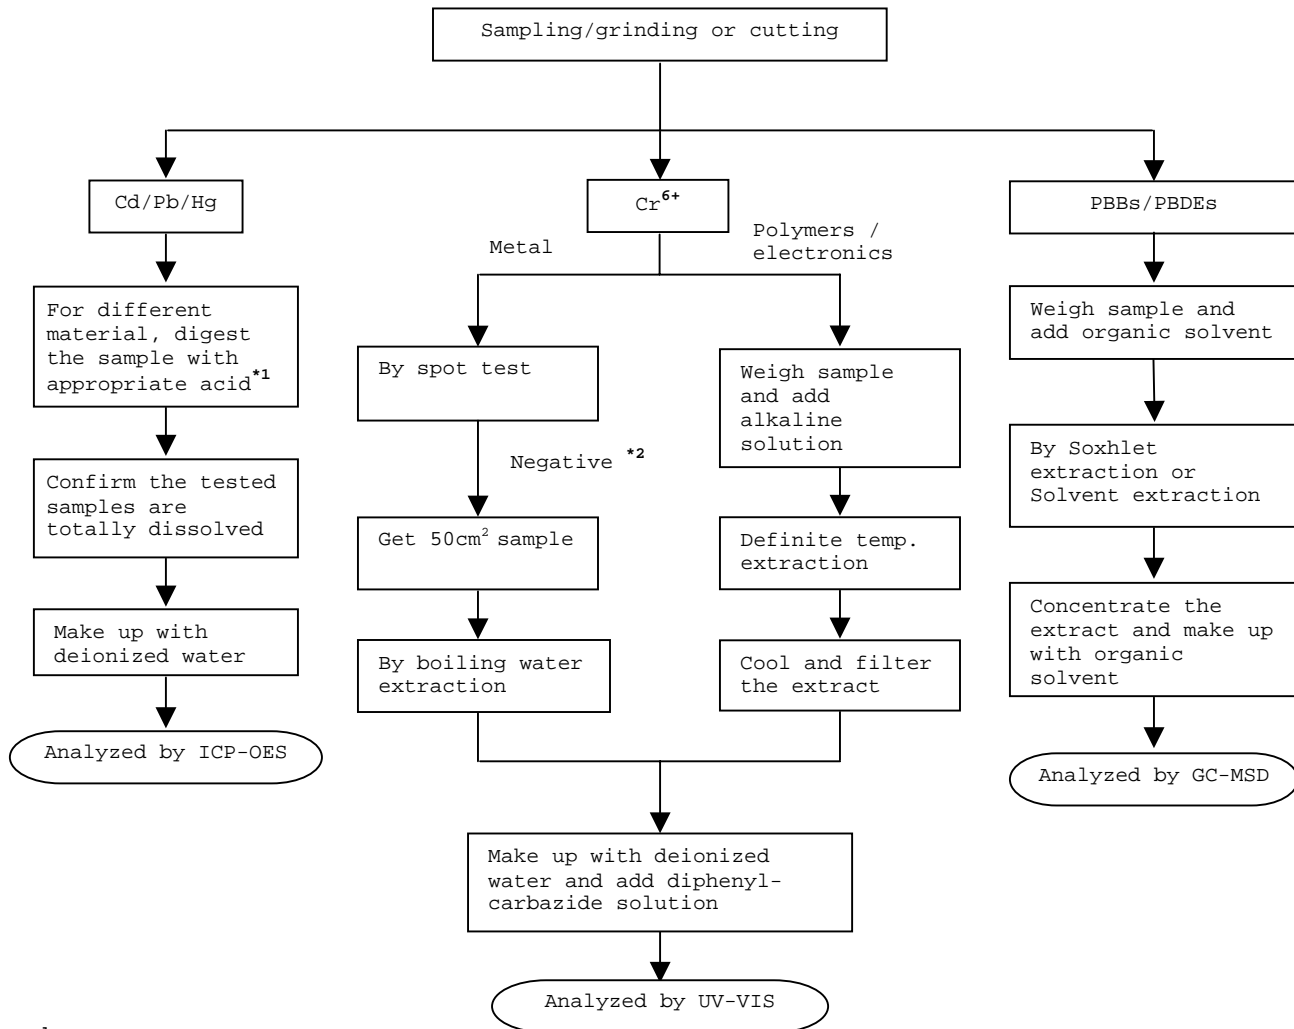 Sampling/grinding or cutting
Cd/Pb/Hg
For different
material, digest
the sample with
appropriate acid*1
Confirm the tested
samples are
totally dissolved
Make up with
deionized water
Analyzed by ICP-OES
Cr6+
Metal
By spot test
Negative *2
Get 50cm2 sample
By boiling water
extraction
Polymers /
electronics
Weigh sample
and add
alkaline
solution
Definite temp.
extraction
Cool and filter
the extract
Make up with deionized
water and add diphenyl-
carbazide solution
Analyzed by UV-VIS
PBBs/PBDEs
Weigh sample and
add organic solvent
By Soxhlet
extraction or
Solvent extraction
Concentrate the
extract and make up
with organic
solvent
Analyzed by GC-MSD